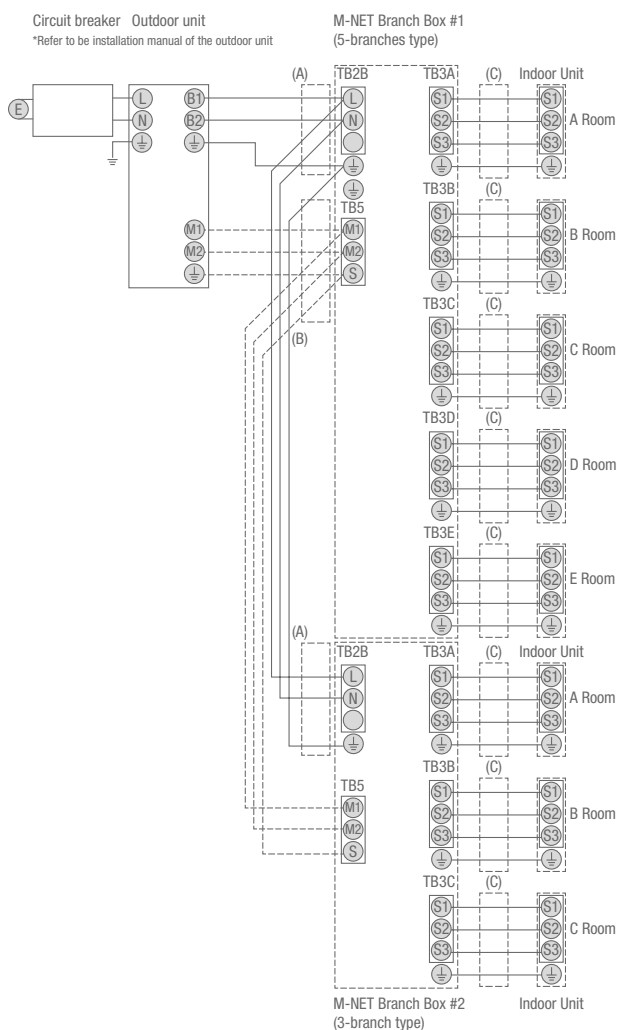 Circuit breaker Outdoor unit
*Refer to be installation manual of the outdoor unit
M-NET Branch Box #1
(5-branches type)
(A) TB2B TB3A (C) Indoor Unit
E L B1 L S1 S1
N B2 N S2 S2 A Room
S3 S3
TB3B (C)
TB5 S1 S1
M1 M1 S2 S2 B Room
M2 M2 S3 S3
S
TB3C (C)
(B) S1 S1
S2 S2 C Room
S3 S3
TB3D (C)
S1 S1
S2 S2 D Room
S3 S3
TB3E (C)
S1 S1
S2 S2 E Room
S3 S3
(A)
TB2B TB3A (C) Indoor Unit
L S1 S1
N S2 S2 A Room
S3 S3
TB3B (C)
TB5 S1 S1
M1 S2 S2 B Room
M2 S3 S3
S
TB3C (C)
S1 S1
S2 S2 C Room
S3 S3
M-NET Branch Box #2 Indoor Unit
(3-branch type)